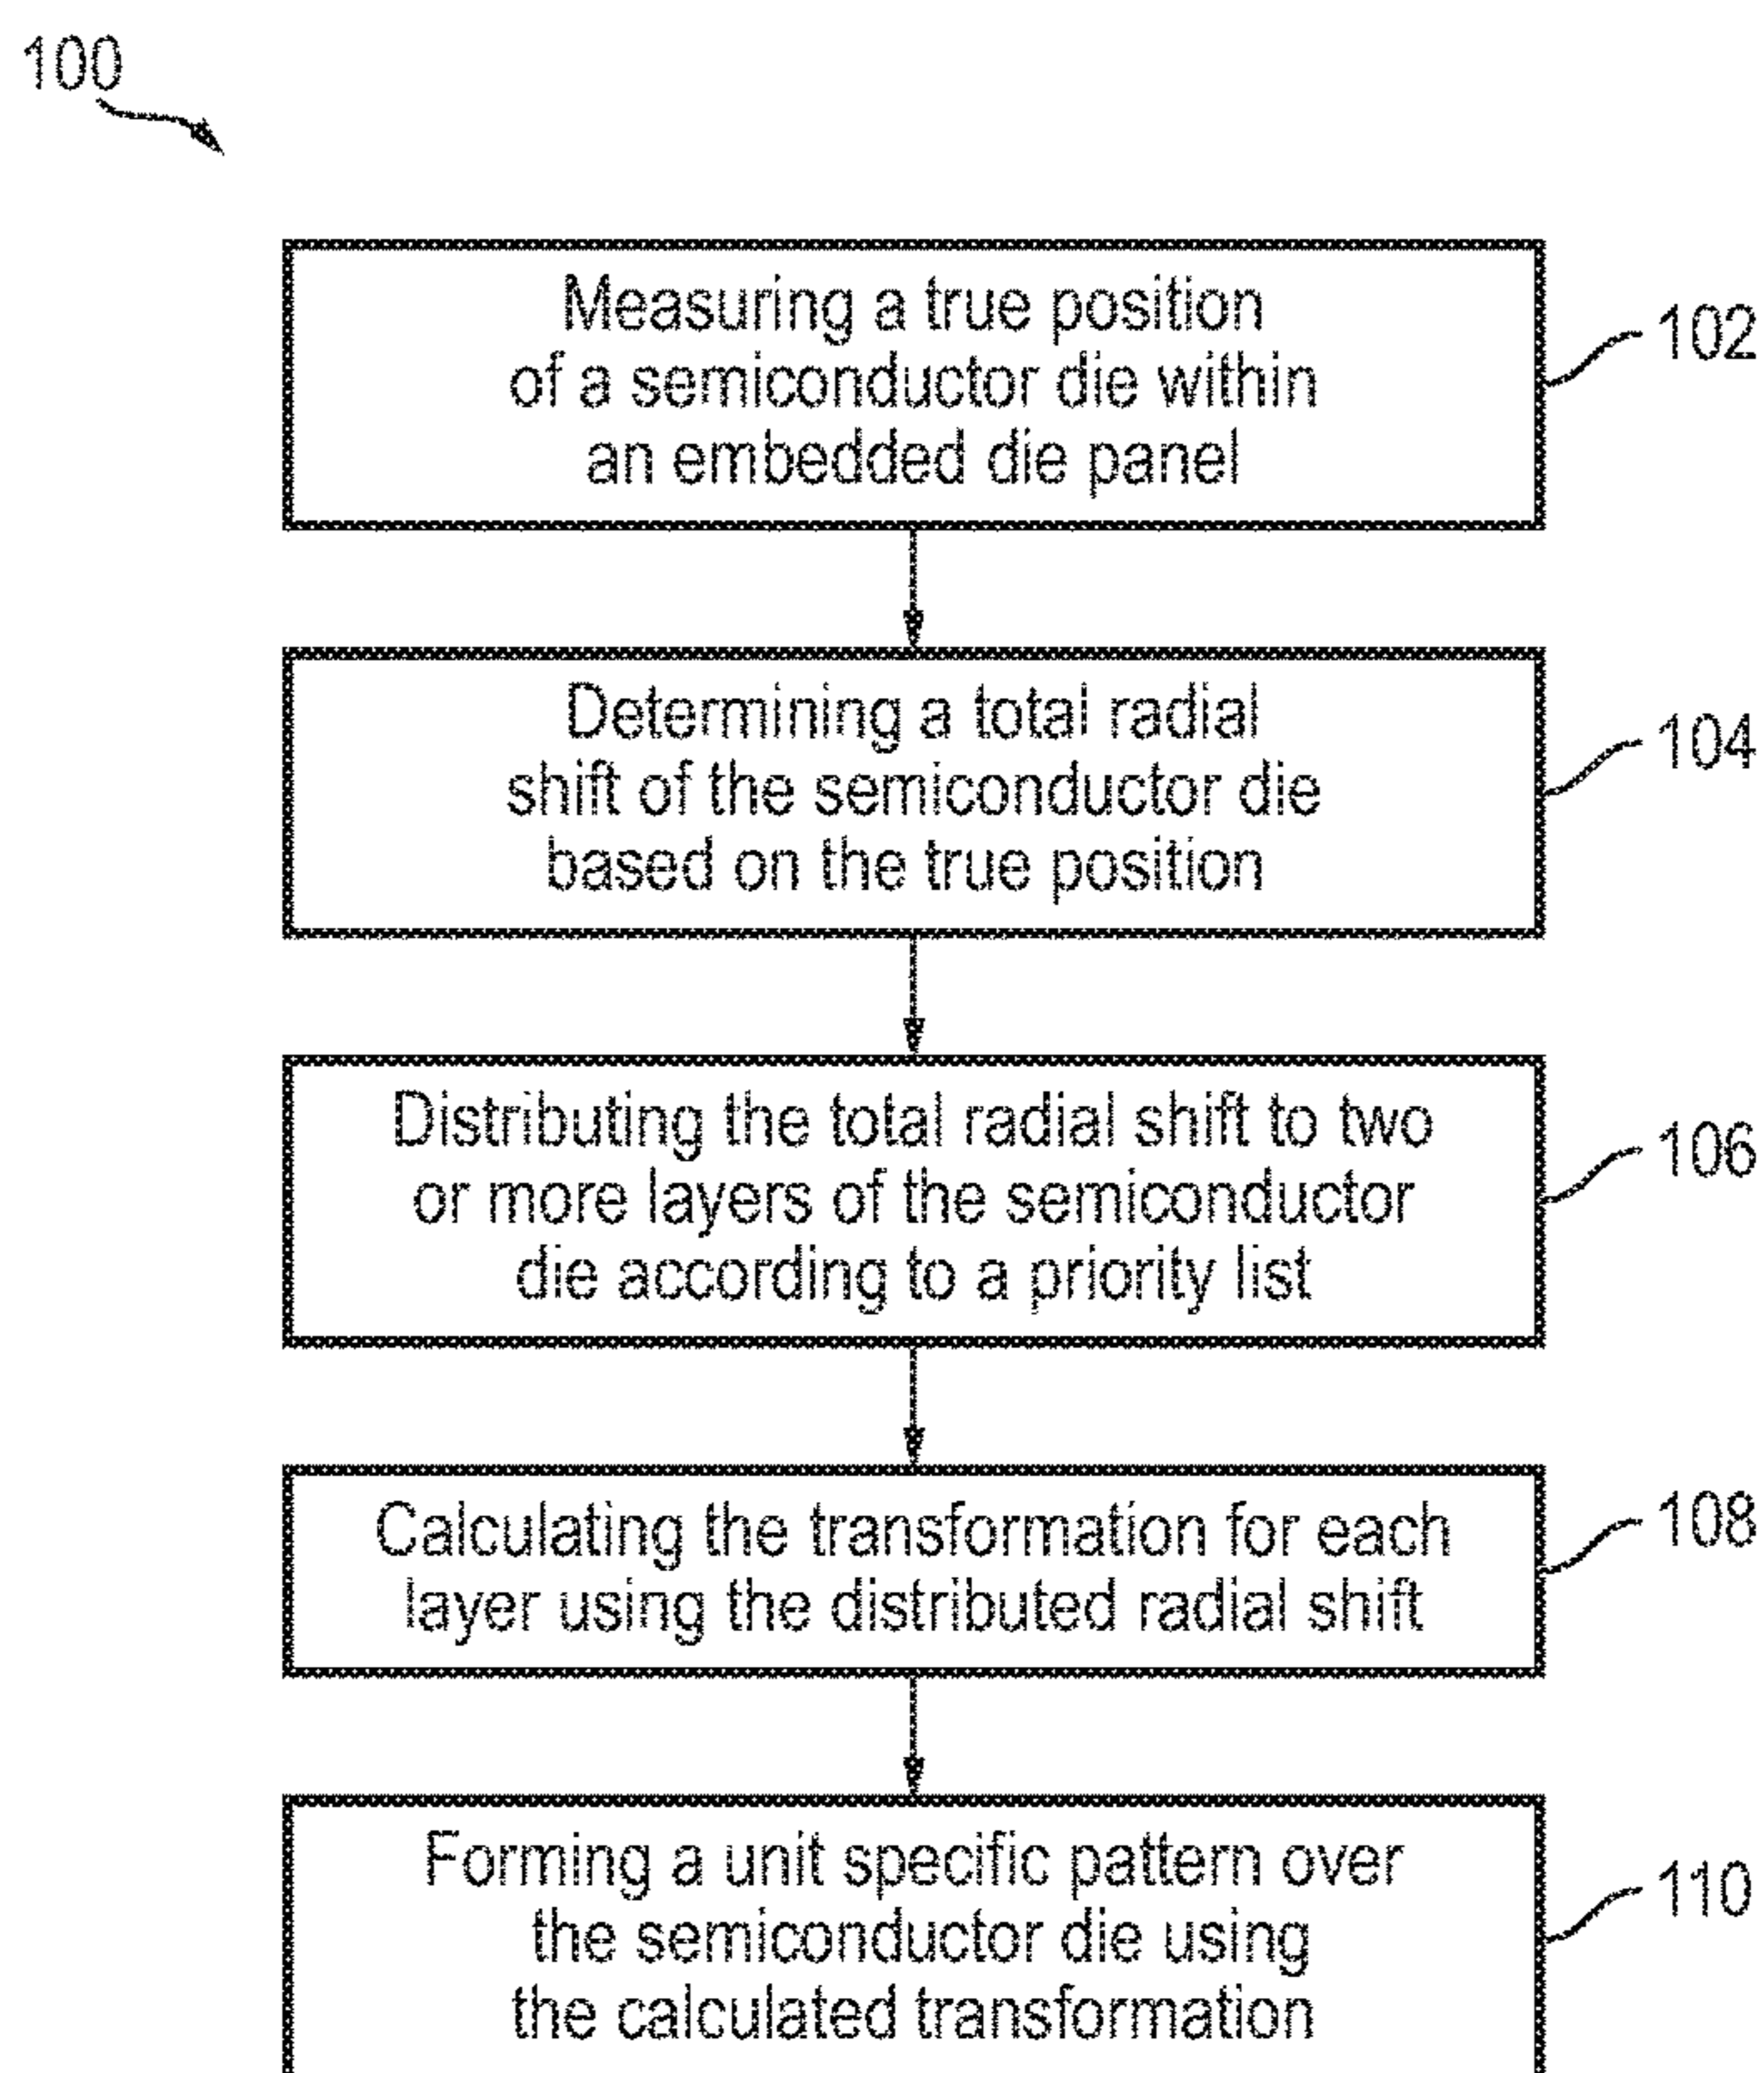 100
Measuring a true position
of a semiconductor die within
an embedded die panel
102
Determining a total radial
shift of the semiconductor die
based on the true position
104
Distributing the total radial shift to two
or more layers of the semiconductor
die according to a priority list
106
Calculating the transformation for each
layer using the distributed radial shift
108
Forming a unit specific pattern over
the semiconductor die using
the calculated transformation
110